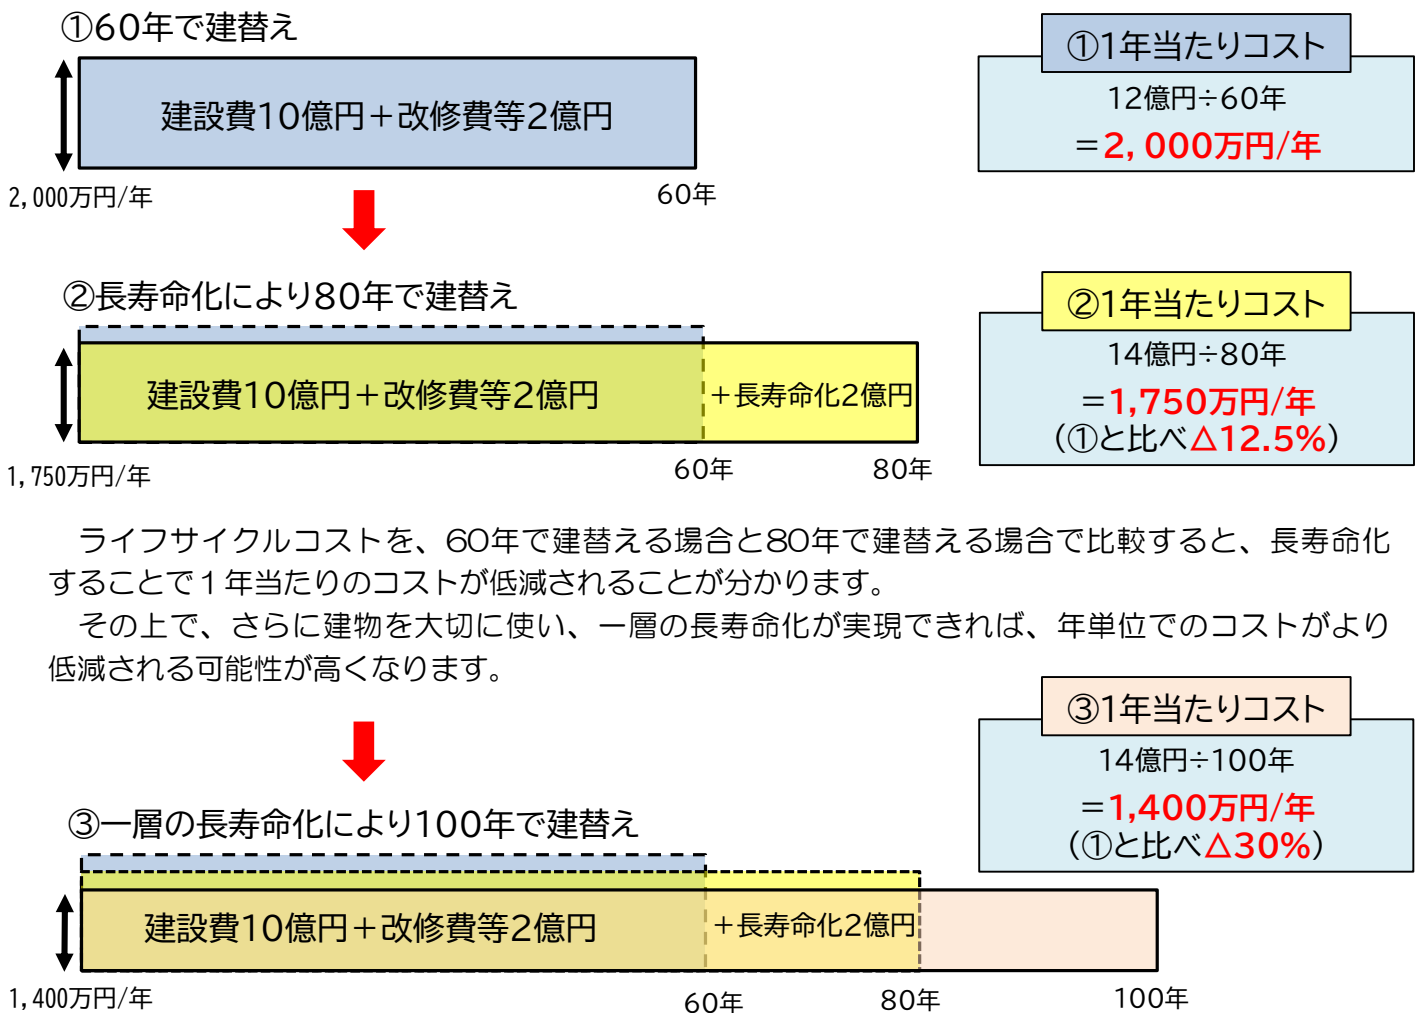 ①60年で建替え
建設費10億円＋改修費等2億円
2,000万円/年
60年
①1年当たりコスト
12億円÷60年
＝2,000万円/年
②長寿命化により80年で建替え
建設費10億円＋改修費等2億円
＋長寿命化2億円
1,750万円/年
60年
80年
②1年当たりコスト
14億円÷80年
＝1,750万円/年
（①と比べ△12.5%）
ライフサイクルコストを、60年で建替える場合と80年で建替える場合で比較すると、長寿命化
することで１年当たりのコストが低減されることが分かります。
その上で、さらに建物を大切に使い、一層の長寿命化が実現できれば、年単位でのコストがより
低減される可能性が高くなります。
③1年当たりコスト
14億円÷100年
＝1,400万円/年
（①と比べ△30%）
③一層の長寿命化により100年で建替え
建設費10億円＋改修費等2億円
＋長寿命化2億円
1,400万円/年
60年
80年
100年